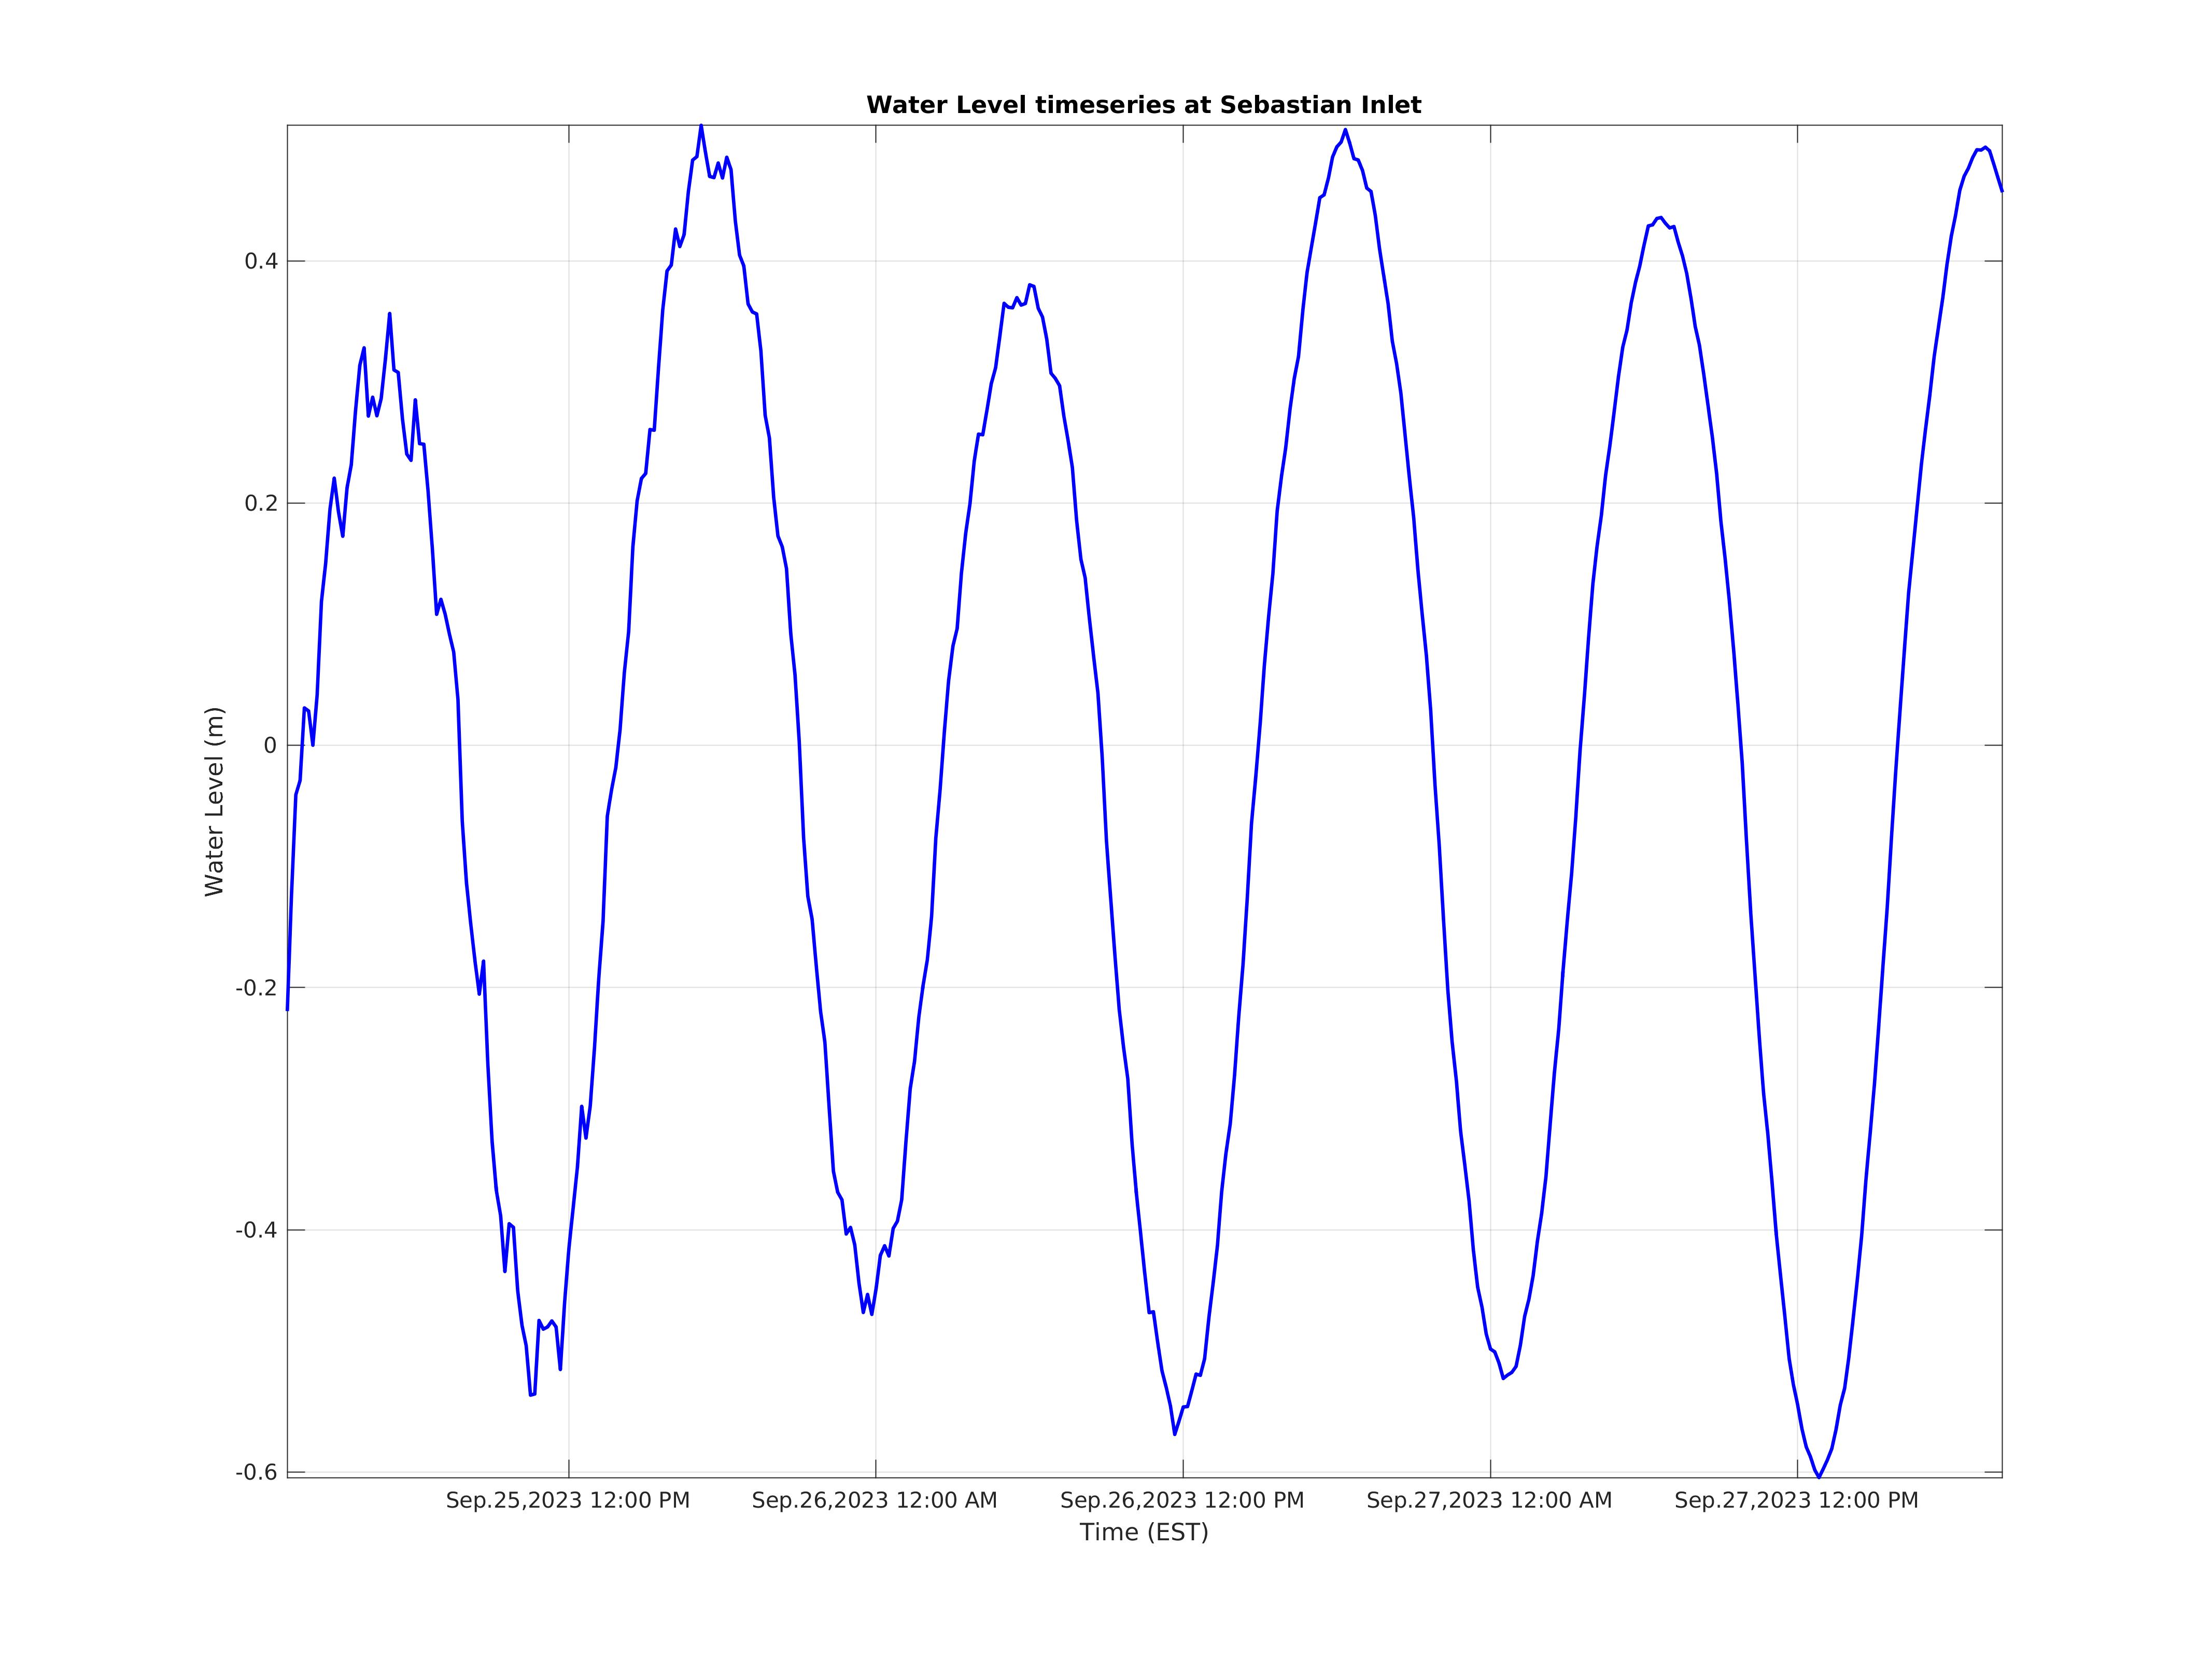 Water Level timeseries at Sebastian Inlet
0.4
0.2
0
-0.2
-0.4
-0.6
Water Level (m)
Sep.25,2023 12:00 PM
Sep.26,2023 12:00 AM
Sep.26,2023 12:00 PM
Sep.27,2023 12:00 AM
Sep.27,2023 12:00 PM
Time (EST)